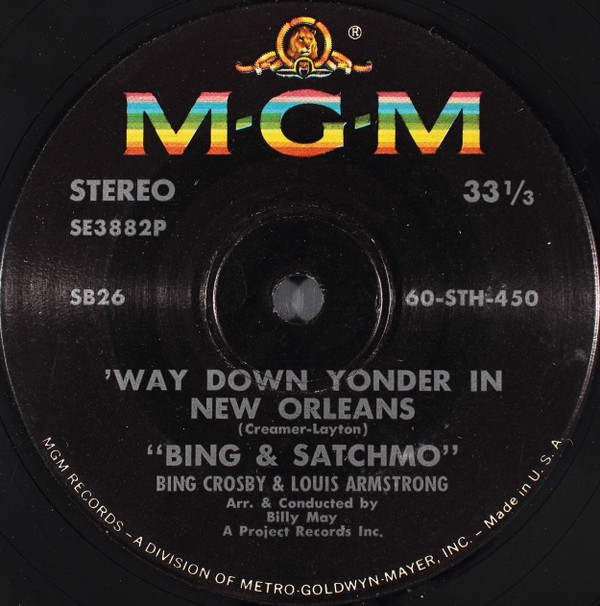 ®
M·G·M
STEREO
33 1/3
SE3882P
SB26
60-STH-450
'WAY DOWN YONDER IN
NEW ORLEANS
(Creamer-Layton)
"BING & SATCHMO"
BING CROSBY & LOUIS ARMSTRONG
Arr. & Conducted by
Billy May
A Project Records Inc.
MGM RECORDS – A DIVISION OF METRO-GOLDWYN-MAYER, INC. – Made in U. S. A.